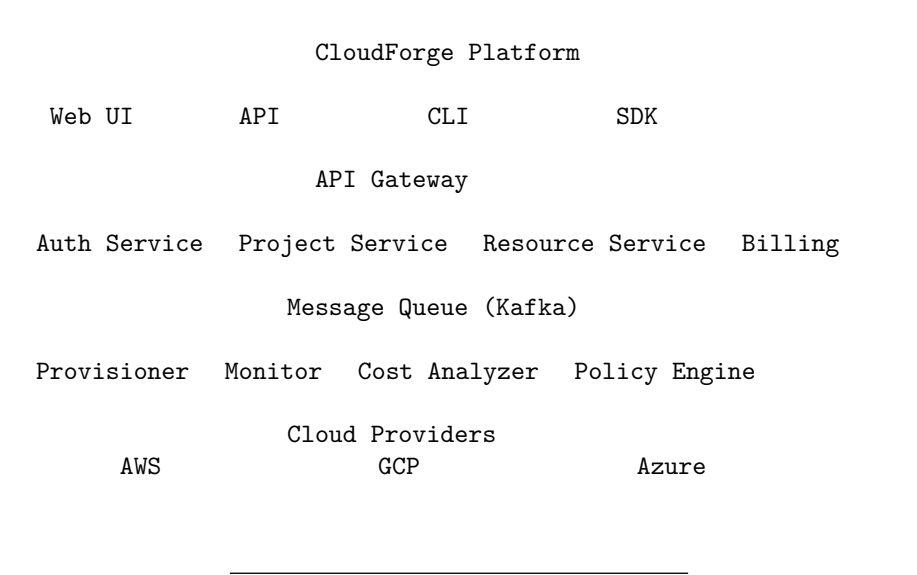 CloudForge Platform
Web UI API CLI SDK
API Gateway
Auth Service Project Service Resource Service Billing
Message Queue (Kafka)
Provisioner Monitor Cost Analyzer Policy Engine
Cloud Providers
AWS GCP Azure